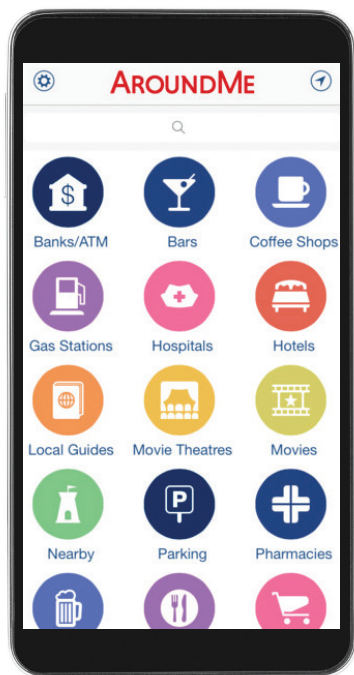 AROUNDME
$
Banks/ATM Bars Coffee Shops
Gas Stations Hospitals Hotels
Local Guides Movie Theatres Movies
P
Nearby Parking Pharmacies